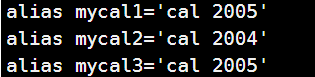 alias mycal1='cal 2005'
alias mycal2='cal 2004'
alias mycal3='cal 2005'